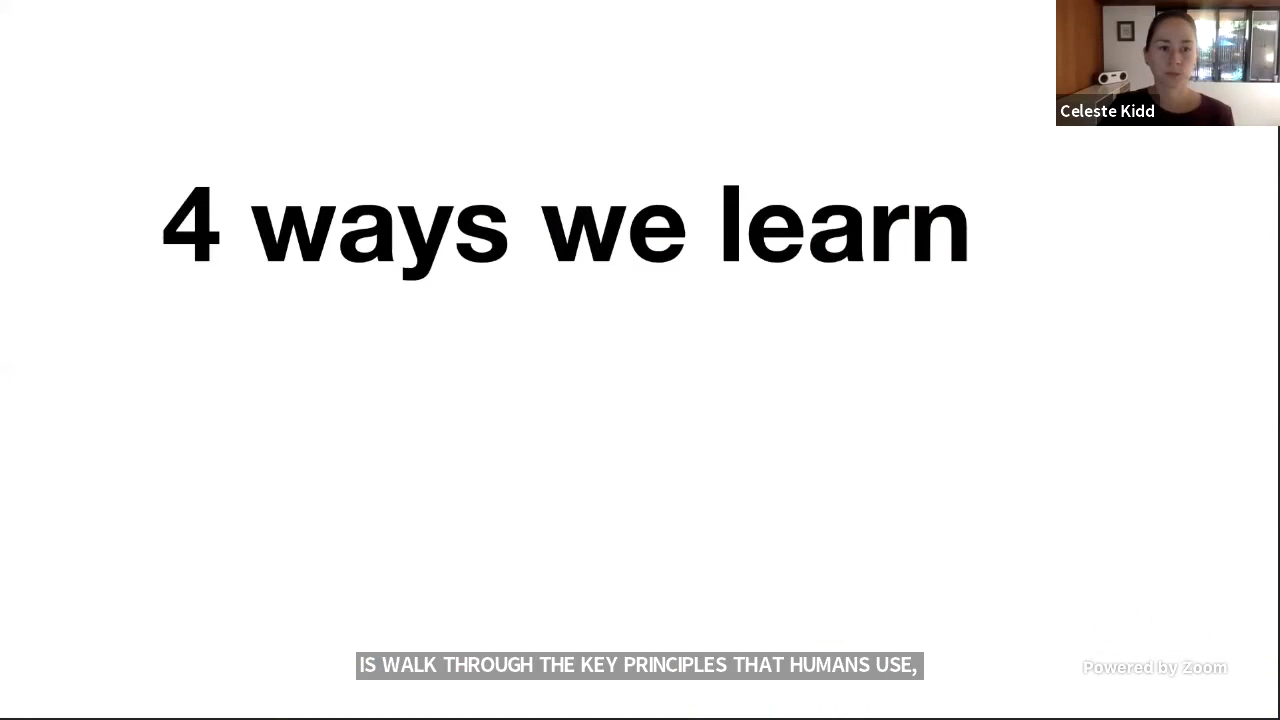 Celeste Kidd
4 ways we learn
IS WALK THROUGH THE KEY PRINCIPLES THAT HUMANS USE,
Powered by Zoom